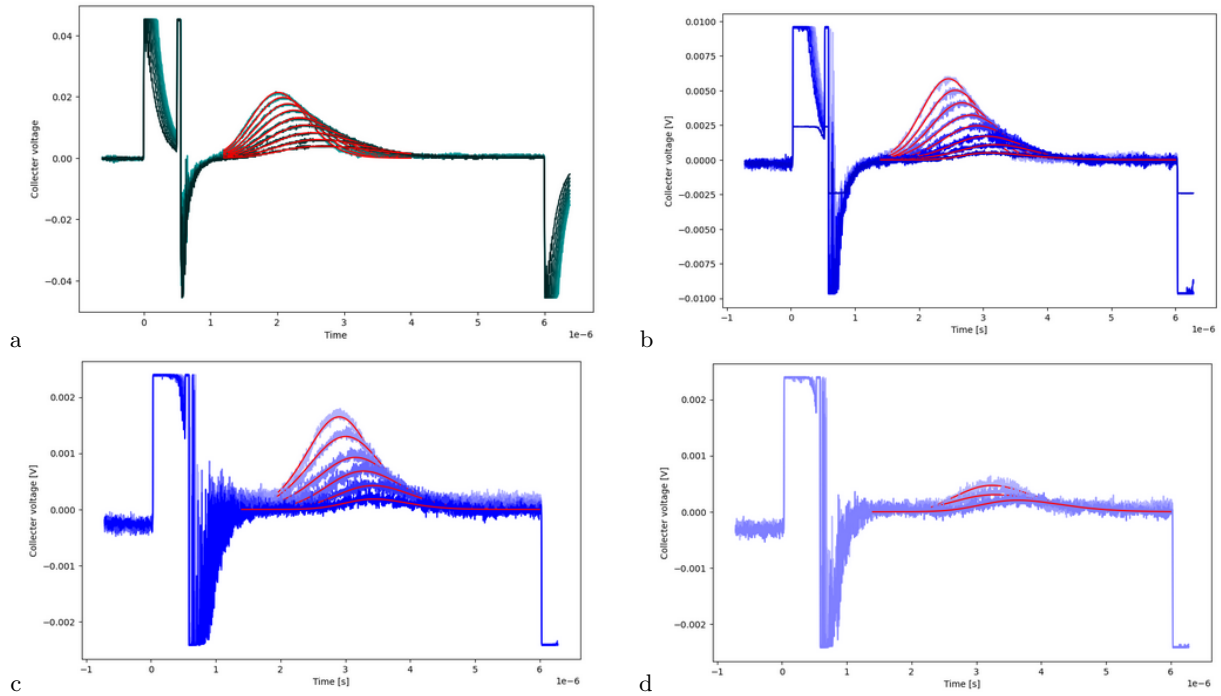 0.04
0.02
0.00
−0.02
−0.04
Collecter voltage
0 1 2 3 4 5 6
Time
1e−6
a
0.0100
0.0075
0.0050
0.0025
0.0000
−0.0025
−0.0050
−0.0075
−0.0100
Collecter voltage [V]
−1 0 1 2 3 4 5 6
Time [s]
1e−6
b
0.002
0.001
0.000
−0.001
−0.002
Collecter voltage [V]
−1 0 1 2 3 4 5 6
Time [s]
1e−6
c
0.002
0.001
0.000
−0.001
−0.002
Collecter voltage [V]
−1 0 1 2 3 4 5 6
Time [s]
1e−6
d